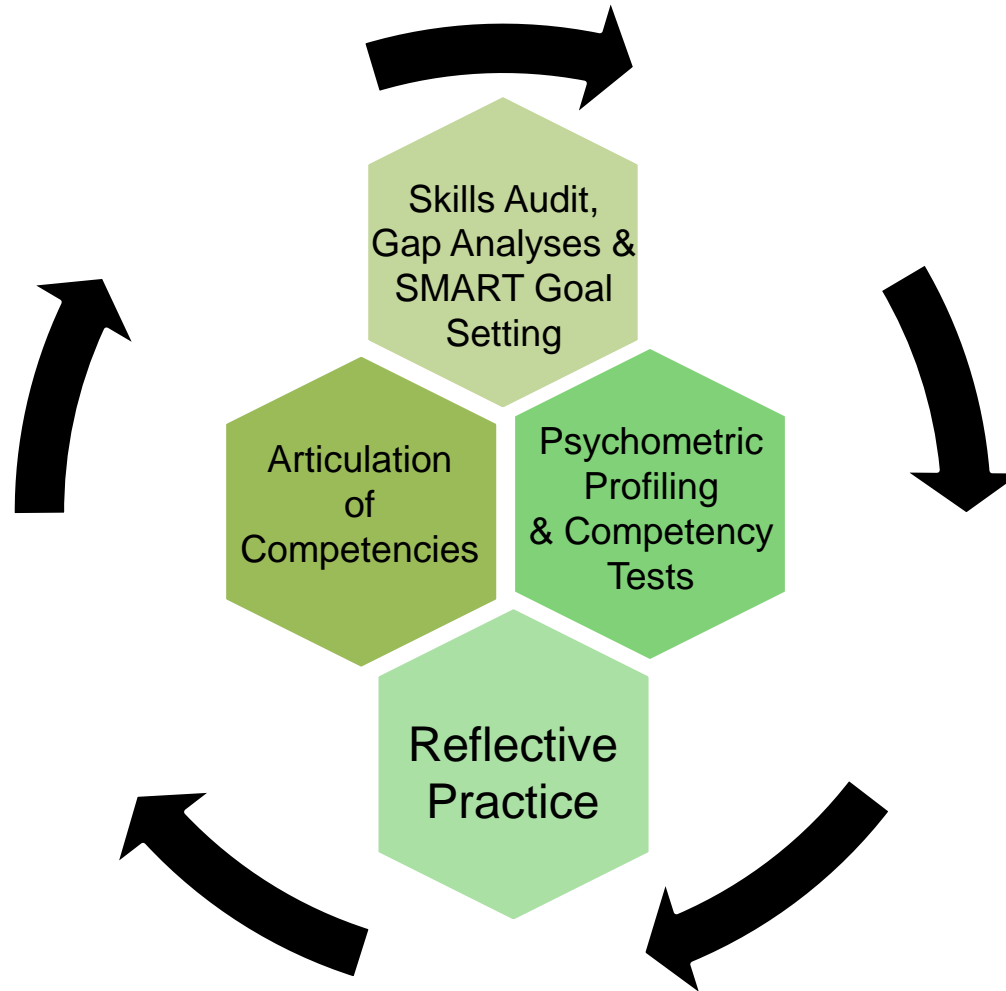 Skills Audit,
Gap Analyses &
SMART Goal
Setting
Articulation
of
Competencies
Psychometric
Profiling
& Competency
Tests
Reflective
Practice